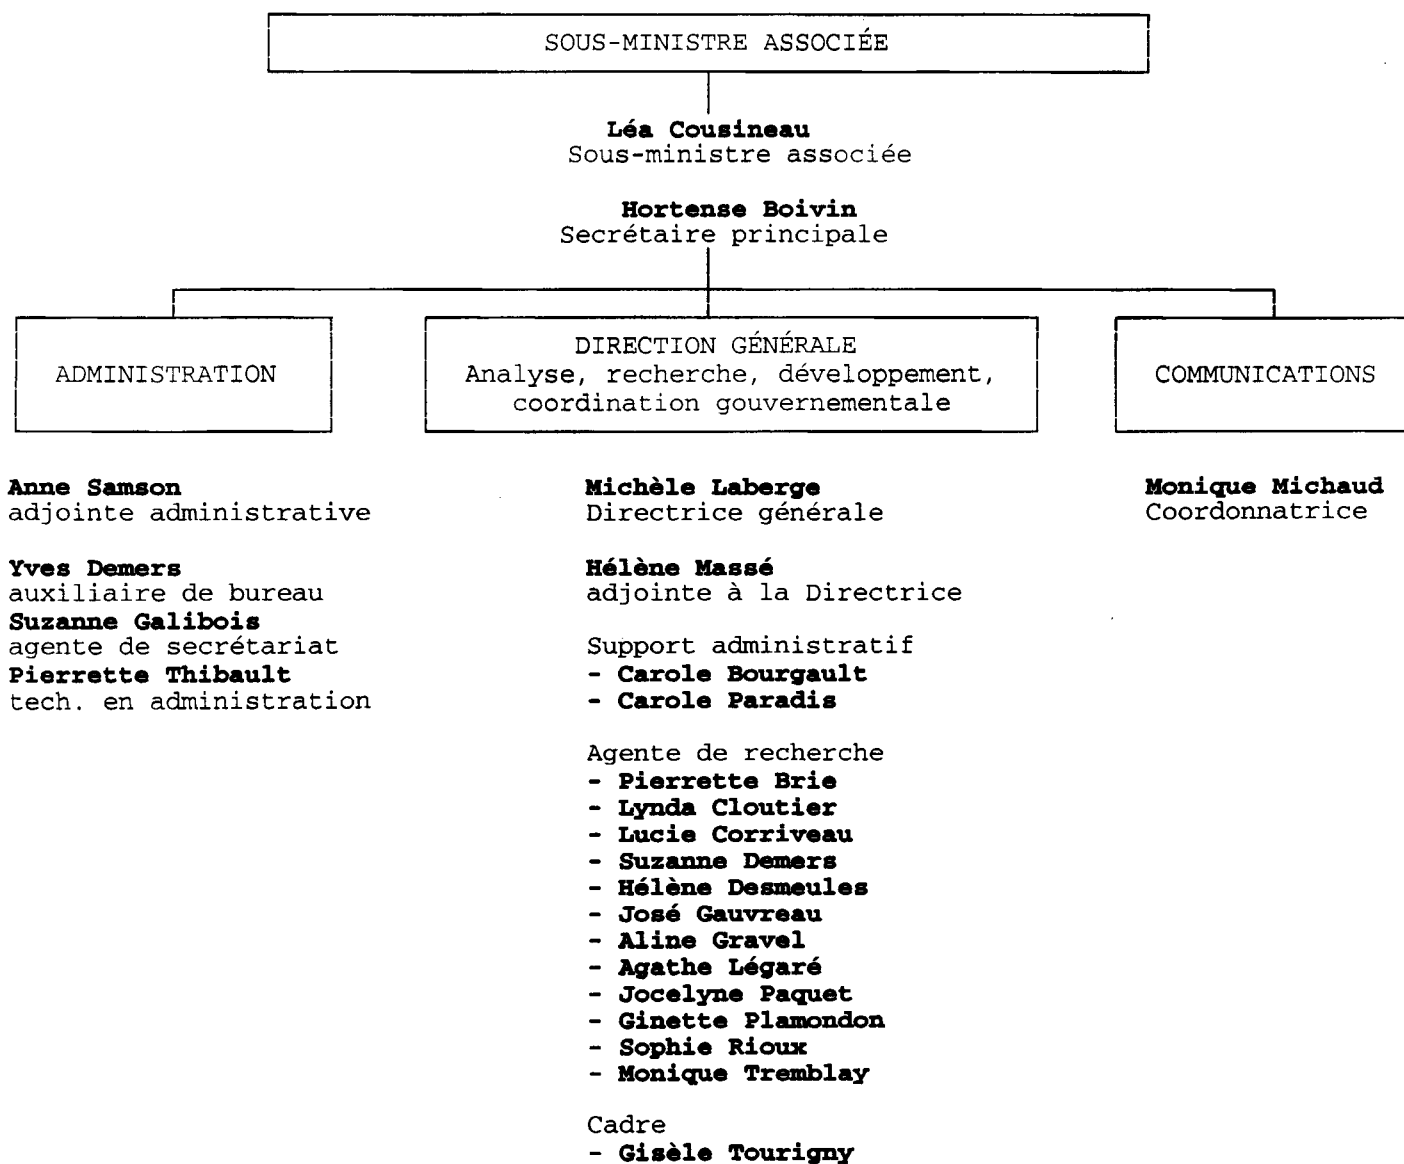 SOUS-MINISTRE ASSOCIÉE
Léa Cousineau
Sous-ministre associée
Hortense Boivin
Secrétaire principale
ADMINISTRATION
DIRECTION GÉNÉRALE
Analyse, recherche, développement,
coordination gouvernementale
COMMUNICATIONS
Anne Samson
adjointe administrative
Yves Demers
auxiliaire de bureau
Suzanne Galibois
agente de secrétariat
Pierrette Thibault
tech. en administration
Michèle Laberge
Directrice générale
Hélène Massé
adjointe à la Directrice
Support administratif
- Carole Bourgault
- Carole Paradis
Agente de recherche
- Pierrette Brie
- Lynda Cloutier
- Lucie Corriveau
- Suzanne Demers
- Hélène Desmeules
- José Gauvreau
- Aline Gravel
- Agathe Légaré
- Jocelyne Paquet
- Ginette Plamondon
- Sophie Rioux
- Monique Tremblay
Cadre
- Gisèle Tourigny
Monique Michaud
Coordonnatrice